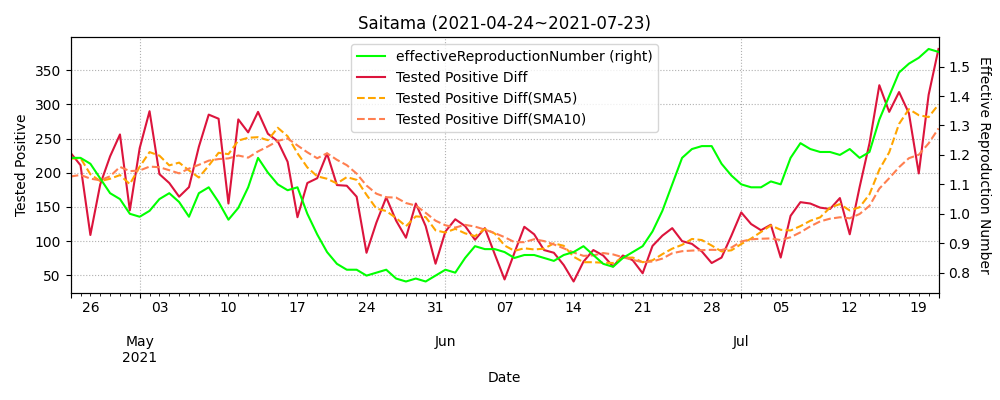 Saitama (2021-04-24~2021-07-23)
effectiveReproductionNumber (right)
Tested Positive Diff
Tested Positive Diff(SMA5)
Tested Positive Diff(SMA10)
Tested Positive
350
300
250
200
150
100
50
1.5
1.4
1.3
1.2
1.1
1.0
0.9
0.8
Effective Reproduction Number
26 03 10 17 24 07 14 21 28 05 12 19
May Jun Jul
2021
Date